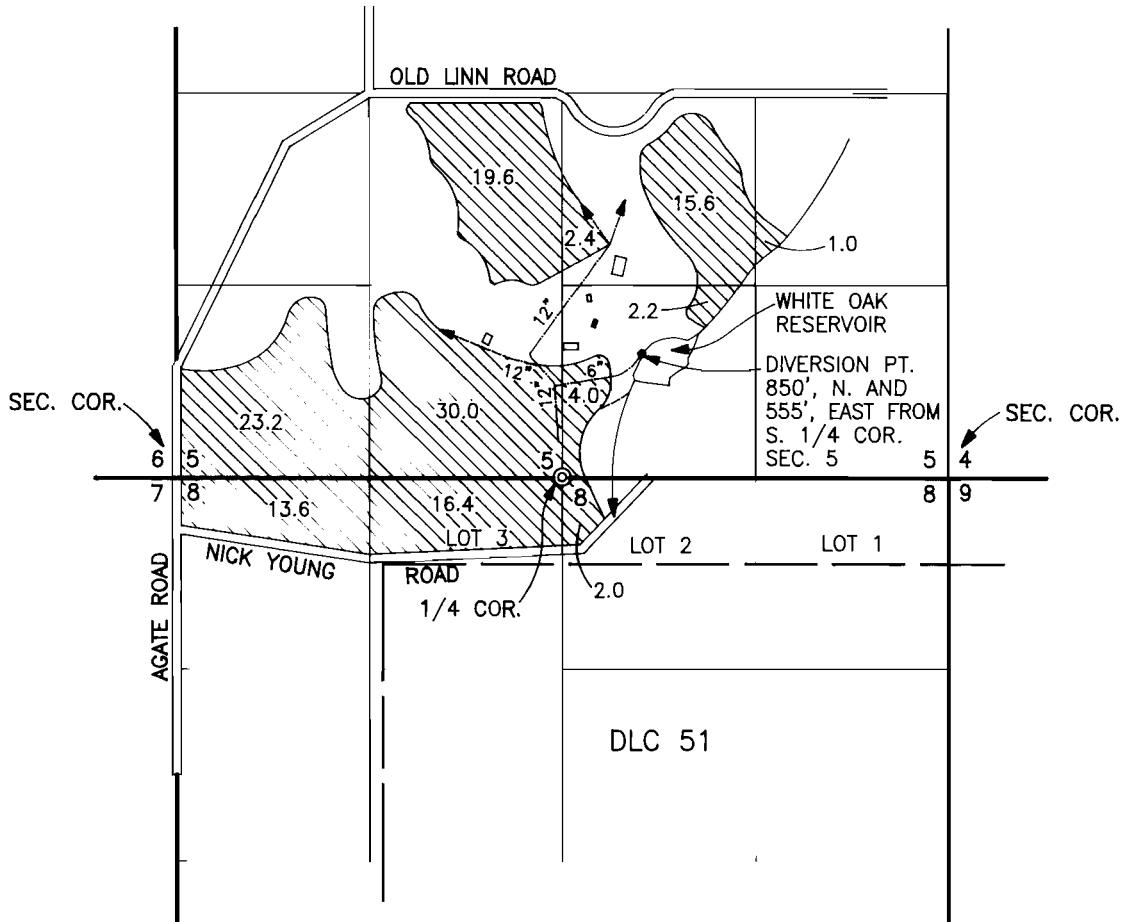 OLD LINN ROAD
19.6
15.6
2.4
1.0
12"
2.2
WHITE OAK
RESERVOIR
DIVERSION PT.
850', N. AND
555', EAST FROM
S. 1/4 COR.
SEC. 5
12"
6"
12"
4.0
SEC. COR.
23.2
30.0
SEC. COR.
6 5
5
5 4
7 8
8
8 9
13.6
16.4
LOT 3
LOT 2
LOT 1
NICK YOUNG
ROAD
2.0
1/4 COR.
AGATE ROAD
DLC 51